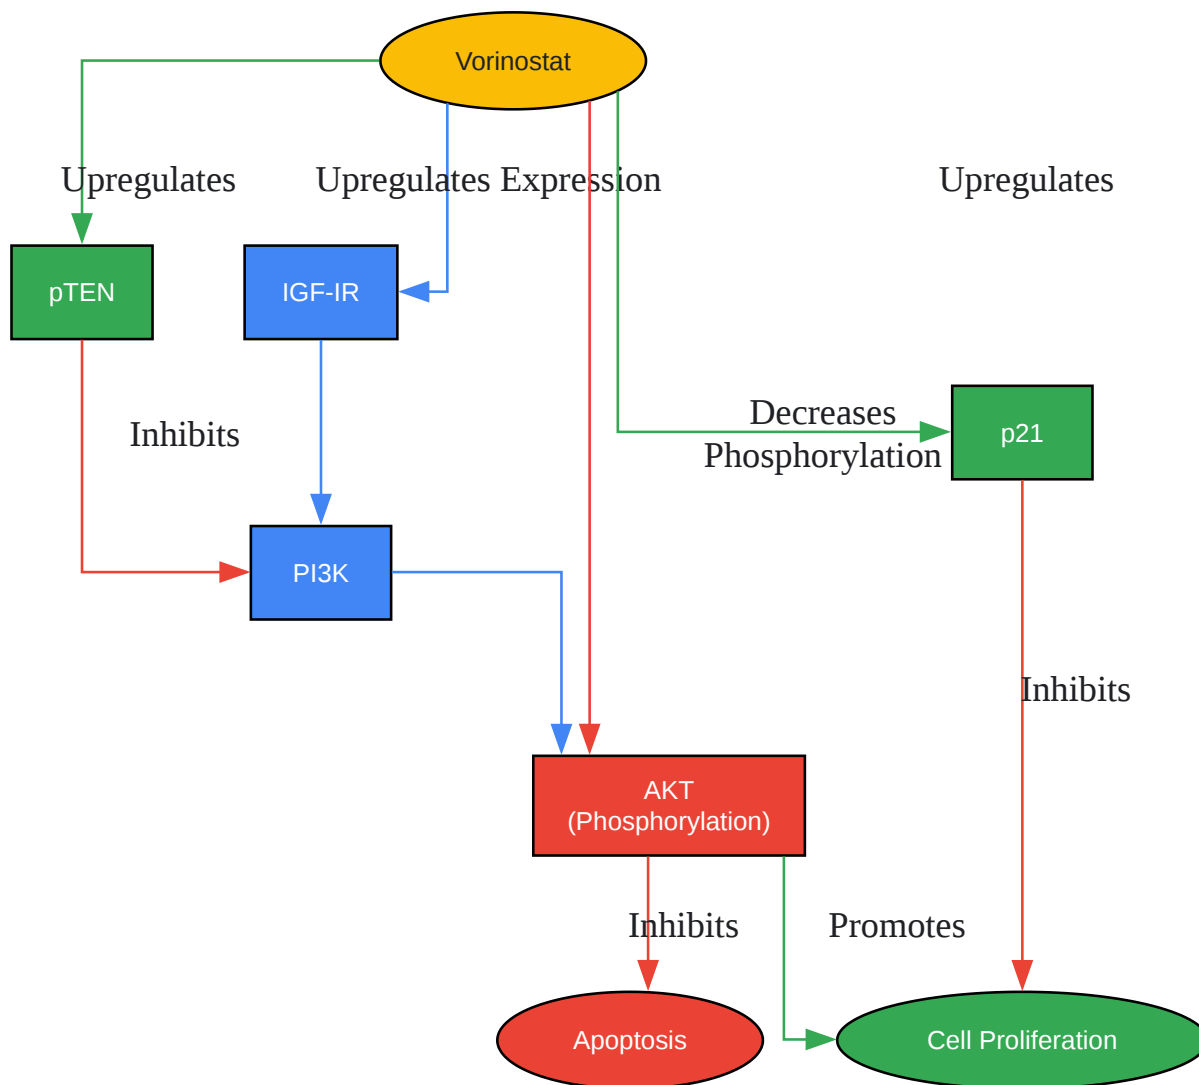 Vorinostat
Upregulates
Upregulates Expression
Upregulates
pTEN
IGF-IR
Decreases
Phosphorylation
p21
Inhibits
PI3K
Inhibits
AKT
(Phosphorylation)
Inhibits
Promotes
Apoptosis
Cell Proliferation